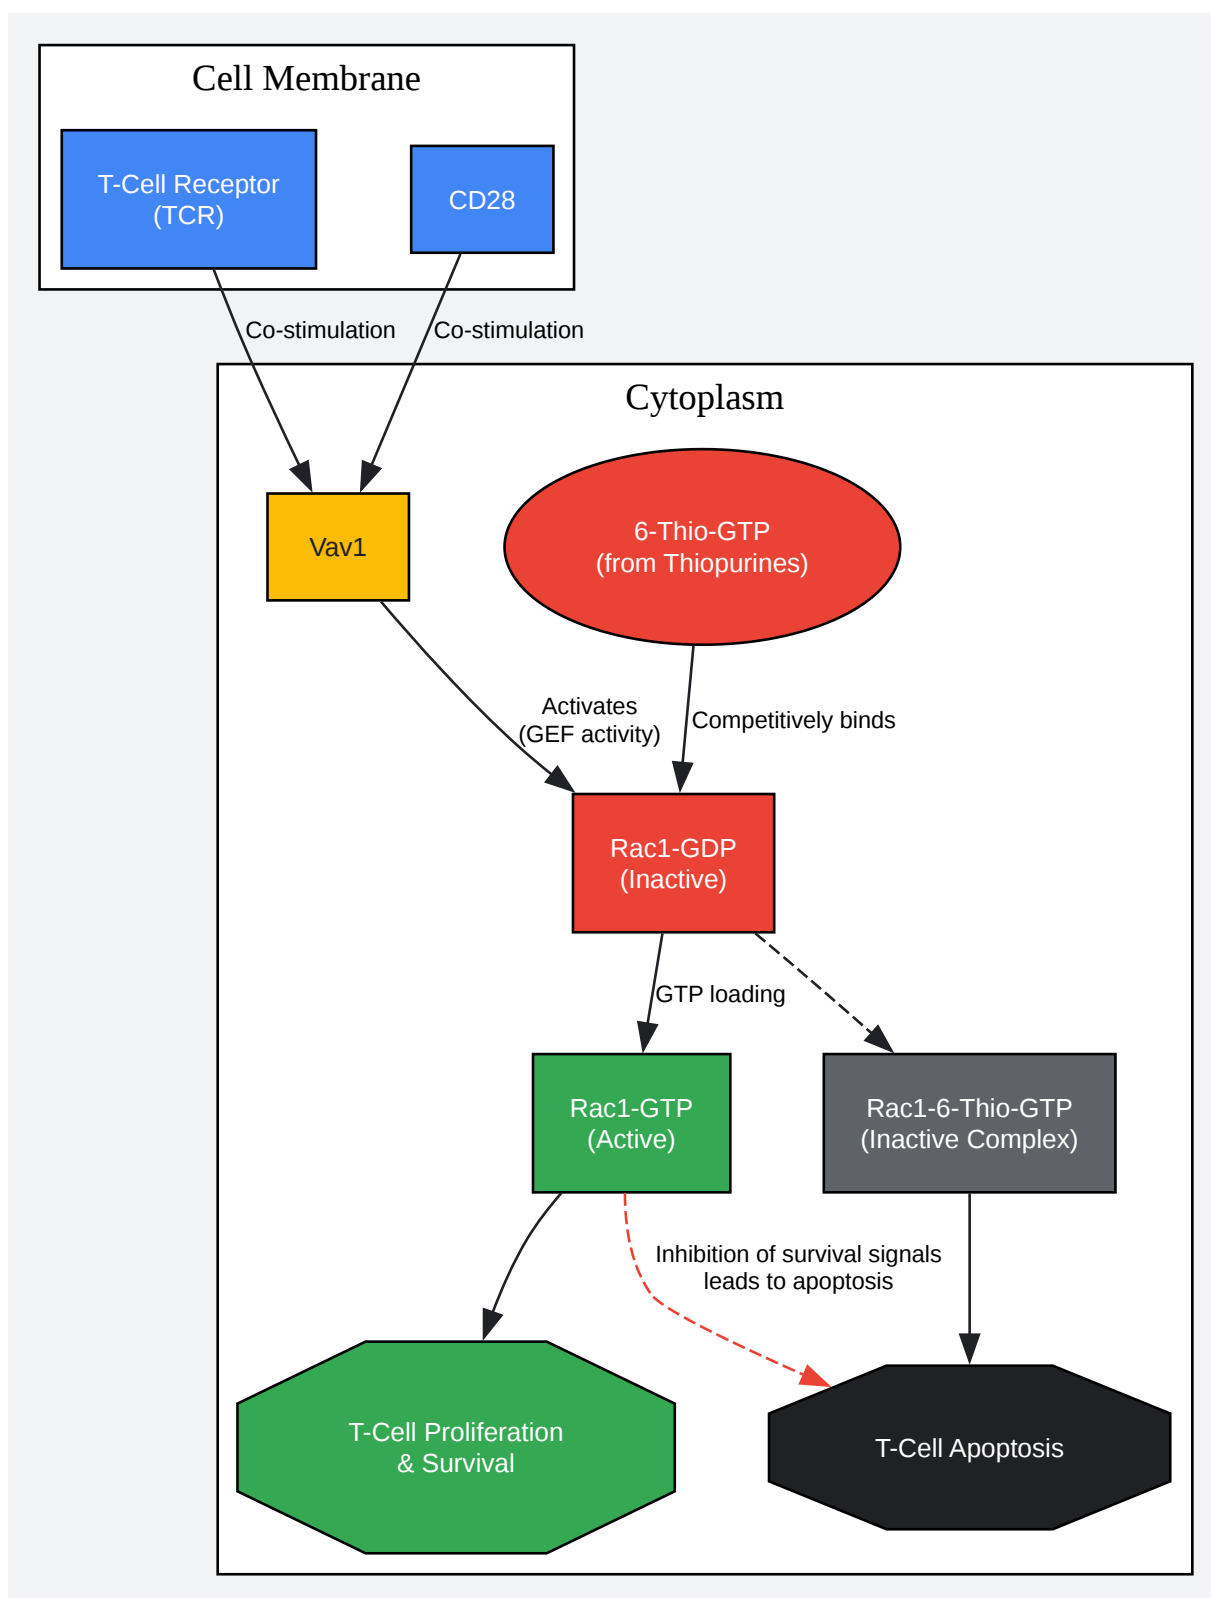 Cell Membrane
T-Cell Receptor
(TCR)
CD28
Co-stimulation
Co-stimulation
Cytoplasm
Vav1
6-Thio-GTP
(from Thiopurines)
Activates
(GEF activity)
Competitively binds
Rac1-GDP
(Inactive)
GTP loading
Rac1-GTP
(Active)
Rac1-6-Thio-GTP
(Inactive Complex)
Inhibition of survival signals
leads to apoptosis
T-Cell Proliferation
& Survival
T-Cell Apoptosis